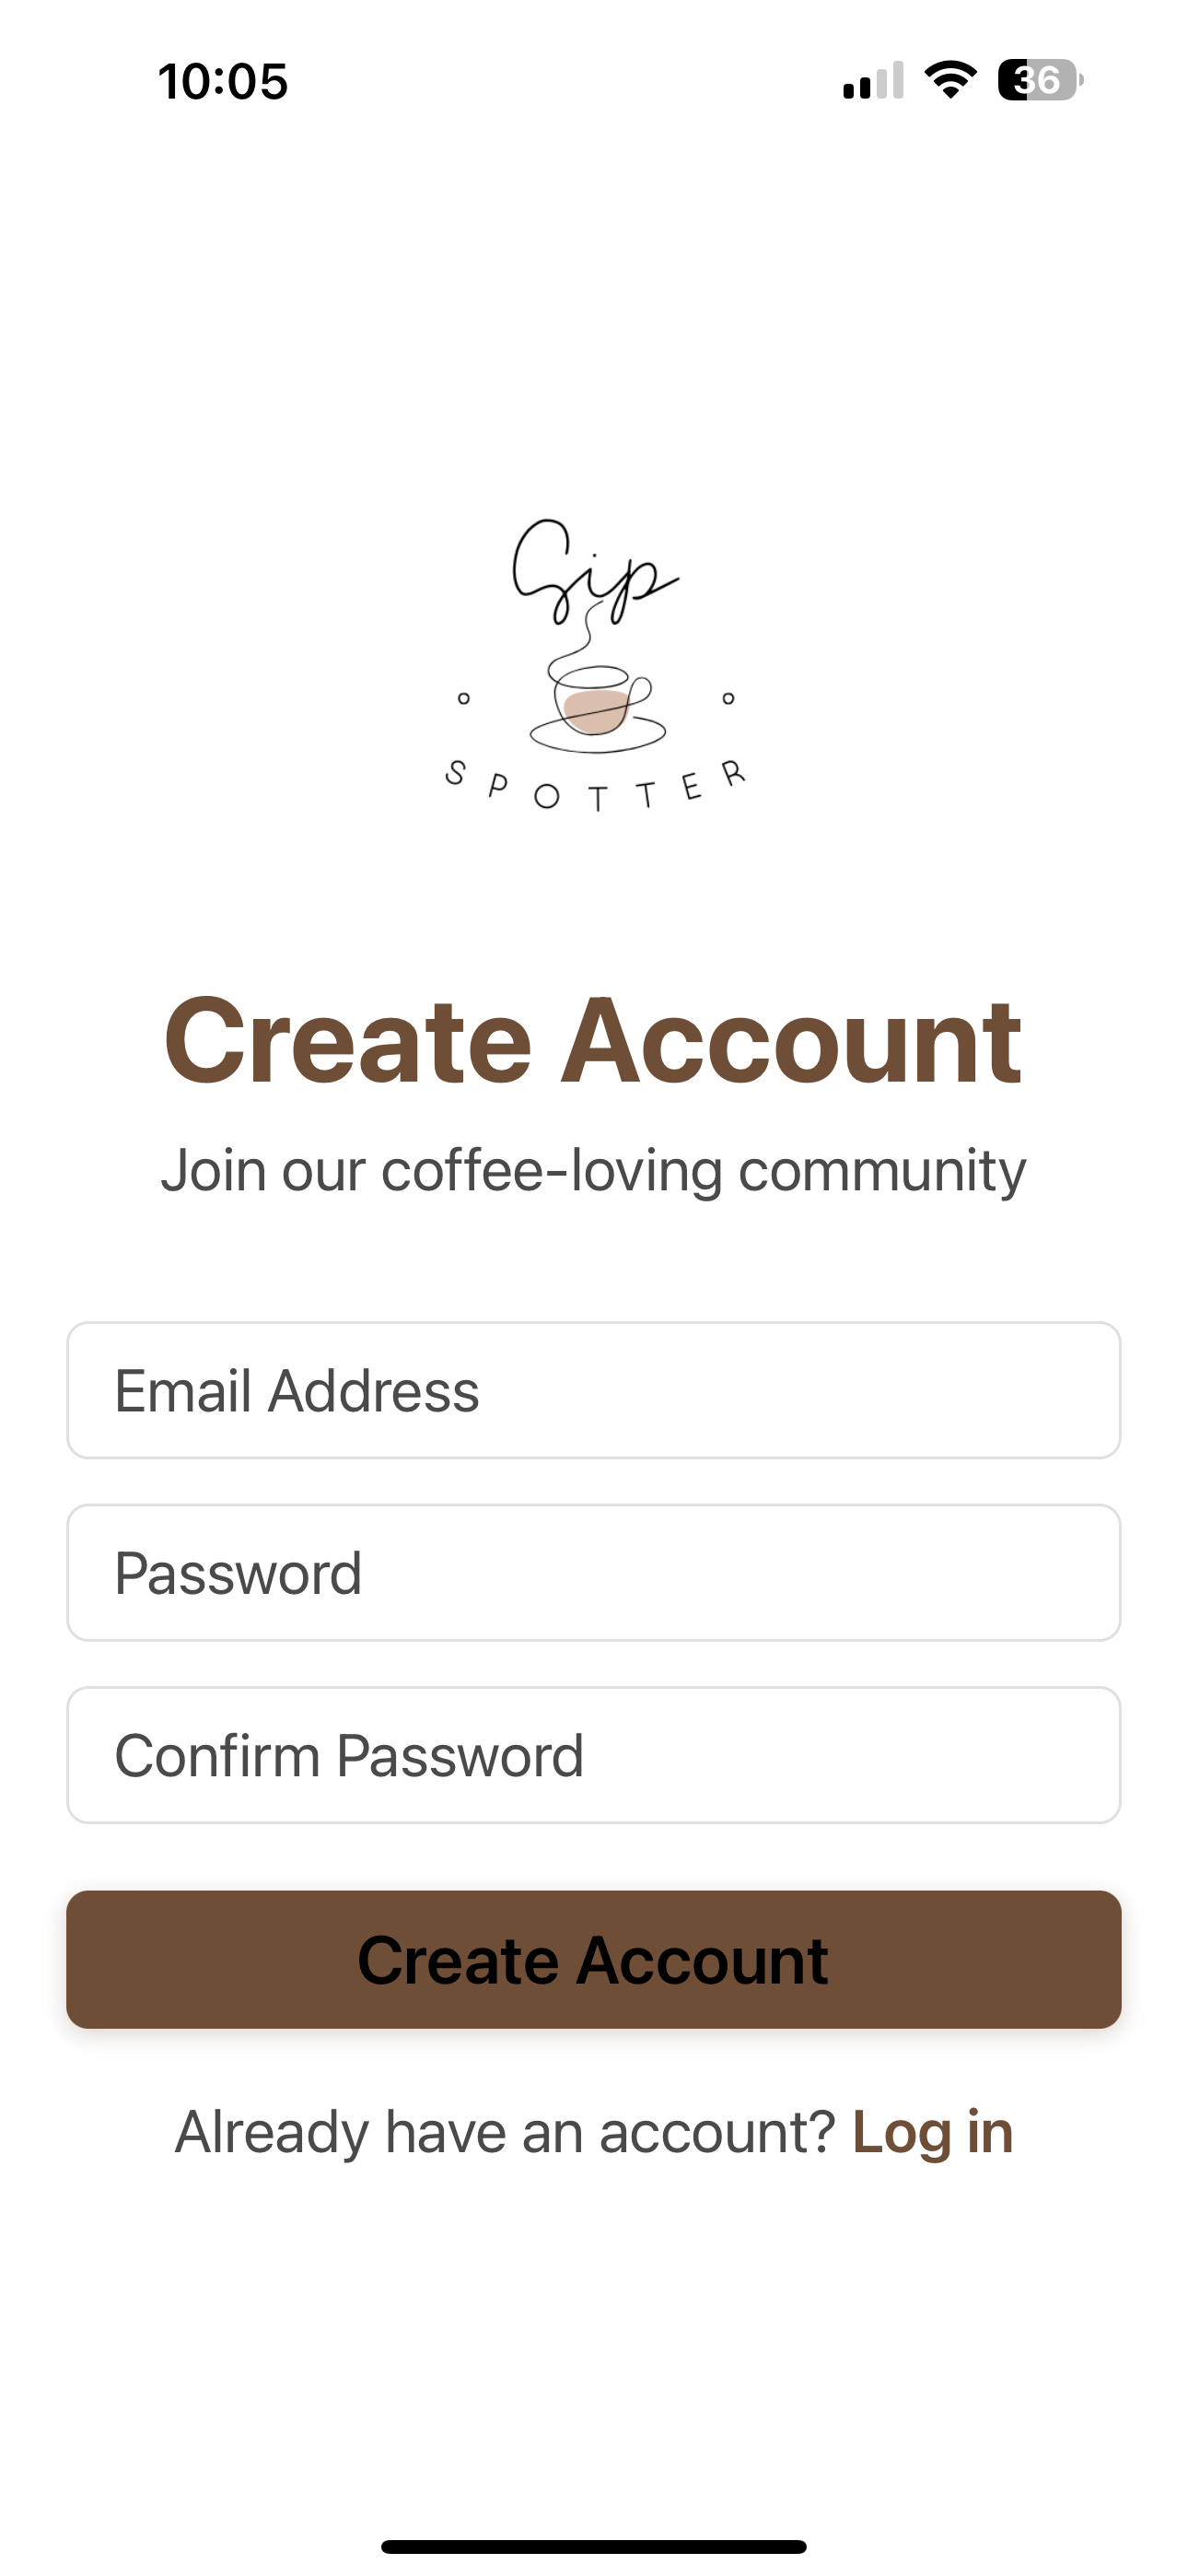 10:05
36
Sip
SPOTTER
Create Account
Join our coffee-loving community
Email Address
Password
Confirm Password
Create Account
Already have an account? Log in